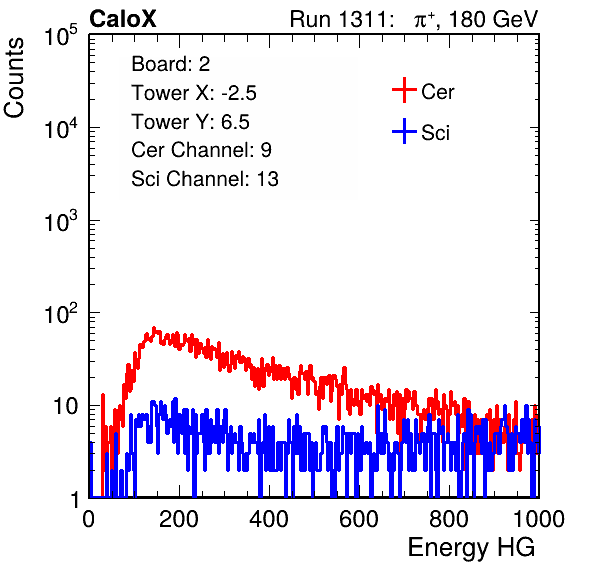 CaloX Run 1311: π⁺, 180 GeV
Counts
10⁵
10⁴
10³
10²
10
1
Board: 2
Tower X: -2.5
Tower Y: 6.5
Cer Channel: 9
Sci Channel: 13
Cer
Sci
0 200 400 600 800 1000
Energy HG